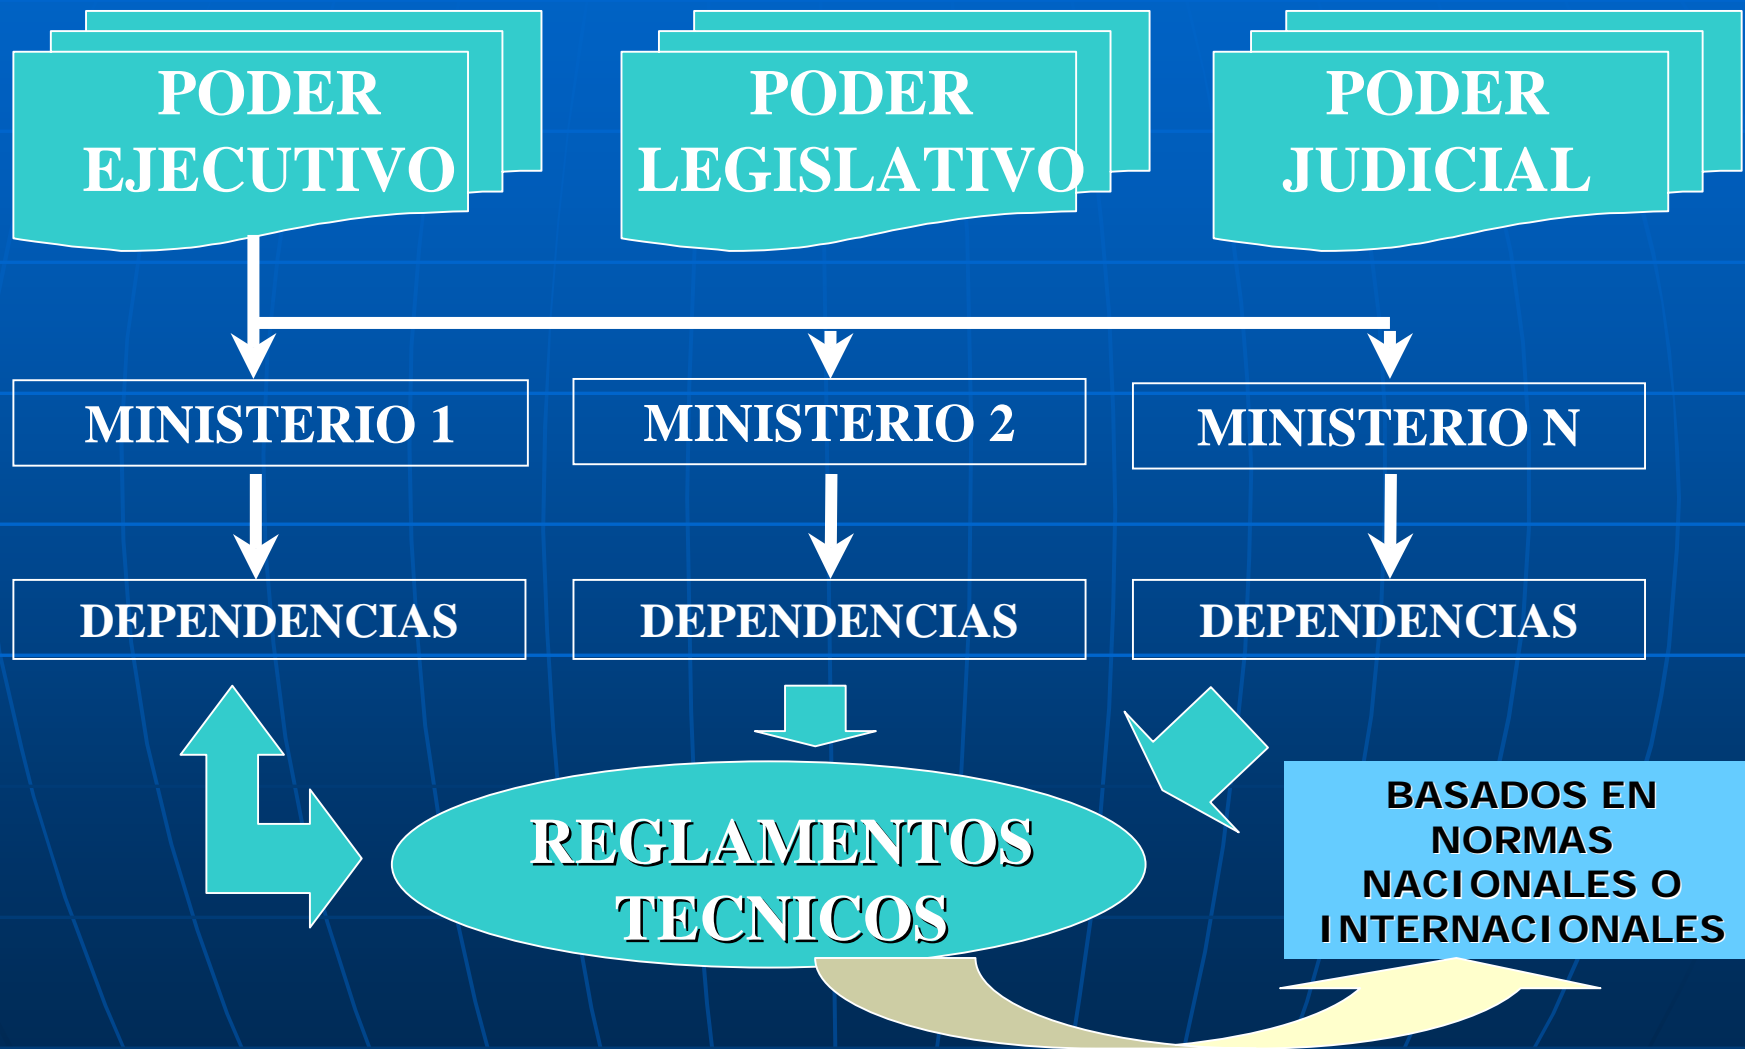 PODER
EJECUTIVO
PODER
LEGISLATIVO
PODER
JUDICIAL
MINISTERIO 1
MINISTERIO 2
MINISTERIO N
DEPENDENCIAS
DEPENDENCIAS
DEPENDENCIAS
REGLAMENTOS
TECNICOS
BASADOS EN
NORMAS
NACIONALES O
INTERNACIONALES